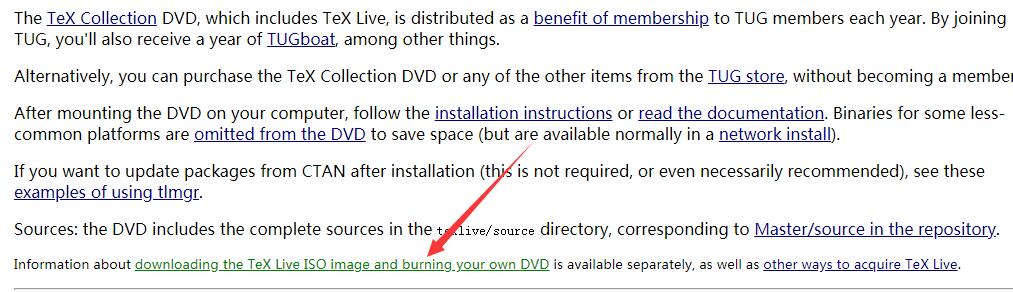 The TeX Collection DVD, which includes TeX Live, is distributed as a benefit of membership to TUG members each year. By joining
TUG, you'll also receive a year of TUGboat, among other things.
Alternatively, you can purchase the TeX Collection DVD or any of the other items from the TUG store, without becoming a member
After mounting the DVD on your computer, follow the installation instructions or read the documentation. Binaries for some less-
common platforms are omitted from the DVD to save space (but are available normally in a network install).
If you want to update packages from CTAN after installation (this is not required, or even necessarily recommended), see these
examples of using tlmgr.
Sources: the DVD includes the complete sources in the texlive/source directory, corresponding to Master/source in the repository.
Information about downloading the TeX Live ISO image and burning your own DVD is available separately, as well as other ways to acquire TeX Live.